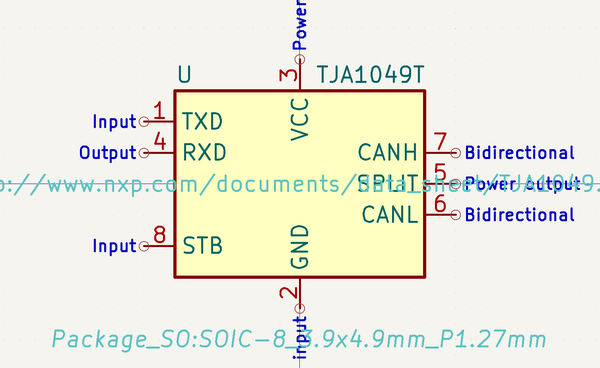 Power
U
TJA1049T
3
VCC
Input 1 TXD
Output 4 RXD
CANH 7 Bidirectional
SPLIT 5 Power output
p://www.nxp.com/documents/data_sheet/TJA1049.
CANL 6 Bidirectional
Input 8 STB
GND
2
input
Package_SO:SOIC-8_3.9x4.9mm_P1.27mm